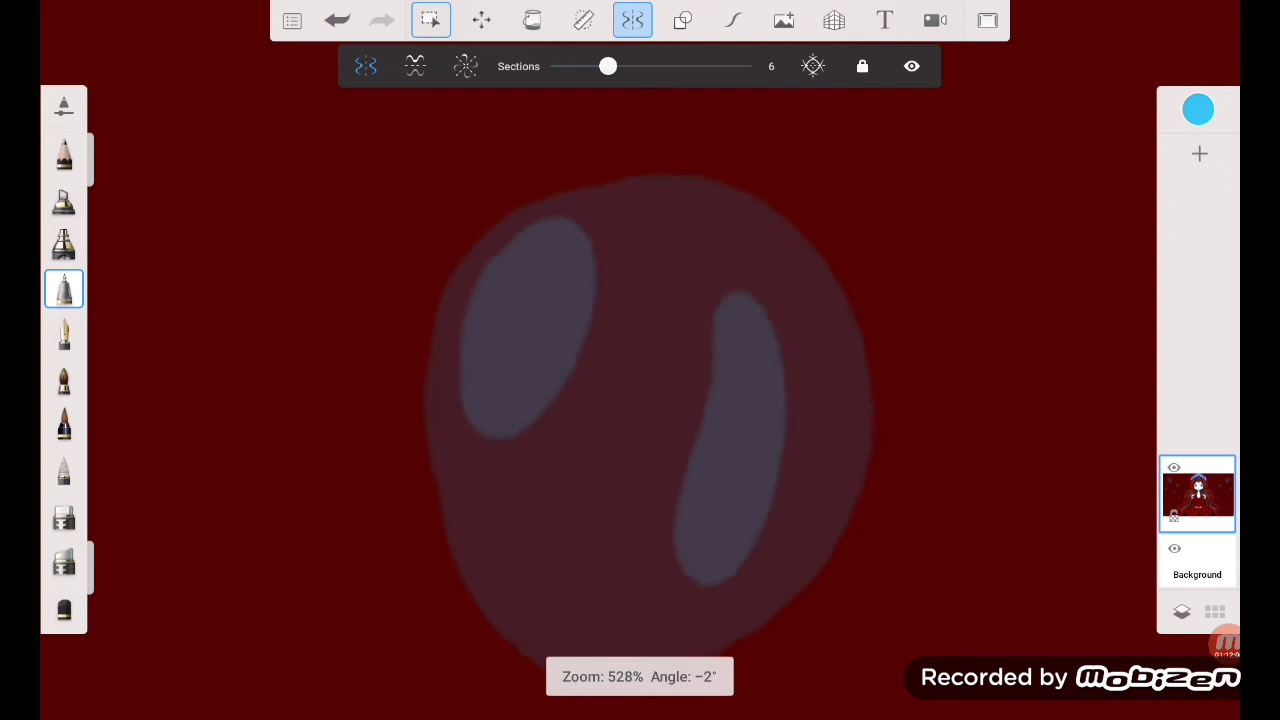 T
Sections
6
Background
Zoom: 528% Angle: −2°
Recorded by mobizen